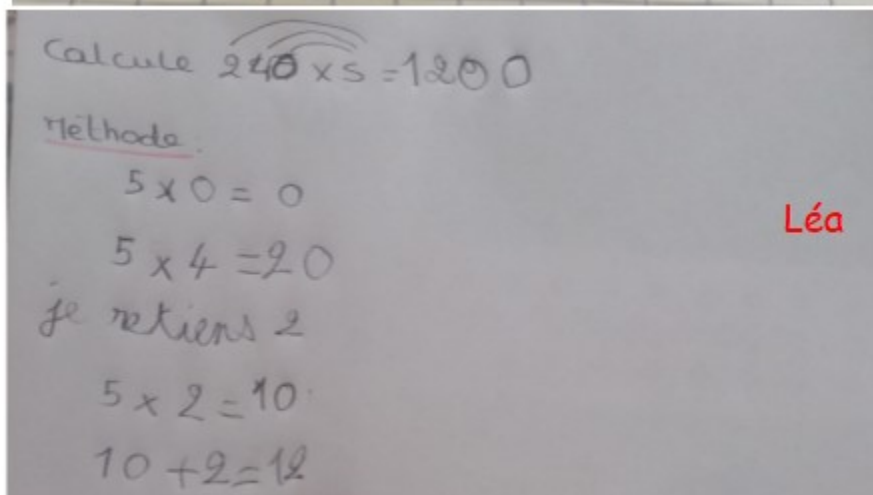 Calcule 240 x 5 = 1200
Méthode.
5 x 0 = 0
Léa
5 x 4 = 20
je retiens 2
5 x 2 = 10
10 + 2 = 12